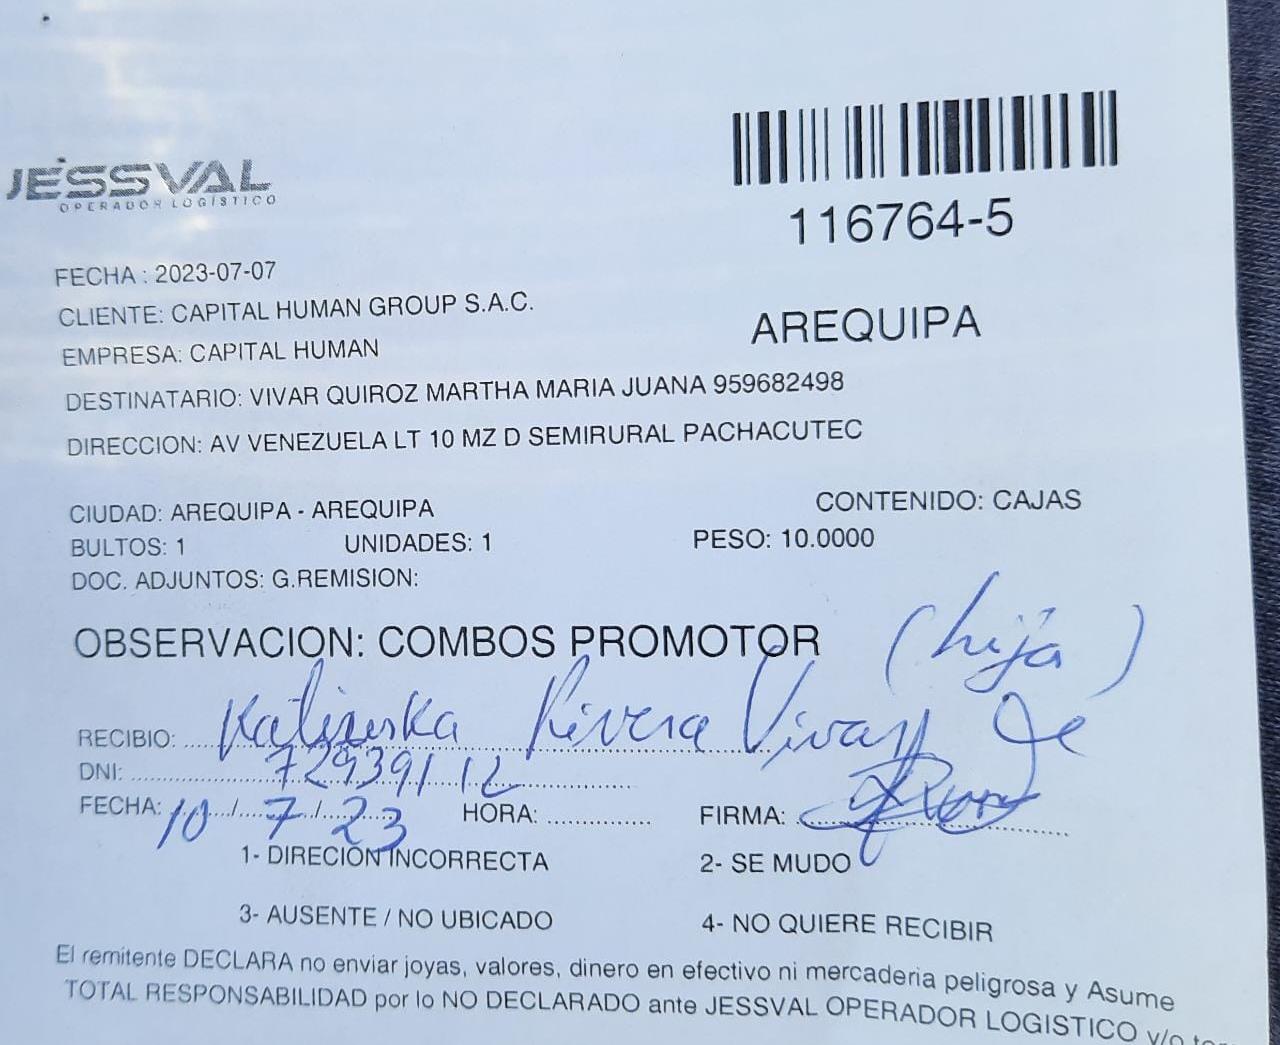 JESSVAL
OPERADOR LOGÍSTICO
116764-5
FECHA : 2023-07-07
CLIENTE: CAPITAL HUMAN GROUP S.A.C.
AREQUIPA
EMPRESA: CAPITAL HUMAN
DESTINATARIO: VIVAR QUIROZ MARTHA MARIA JUANA 959682498
DIRECCION: AV VENEZUELA LT 10 MZ D SEMIRURAL PACHACUTEC
CIUDAD: AREQUIPA - AREQUIPA CONTENIDO: CAJAS
BULTOS: 1 UNIDADES: 1 PESO: 10.0000
DOC. ADJUNTOS: G.REMISION:
OBSERVACION: COMBOS PROMOTOR (hija)
RECIBIO: Rivera
DNI: 72939112
FECHA: 10/7/23 HORA: FIRMA:
1- DIRECION INCORRECTA 2- SE MUDO
3- AUSENTE / NO UBICADO 4- NO QUIERE RECIBIR
El remitente DECLARA no enviar joyas, valores, dinero en efectivo ni mercaderia peligrosa y Asume
TOTAL RESPONSABILIDAD por lo NO DECLARADO ante JESSVAL OPERADOR LOGISTICO y/o